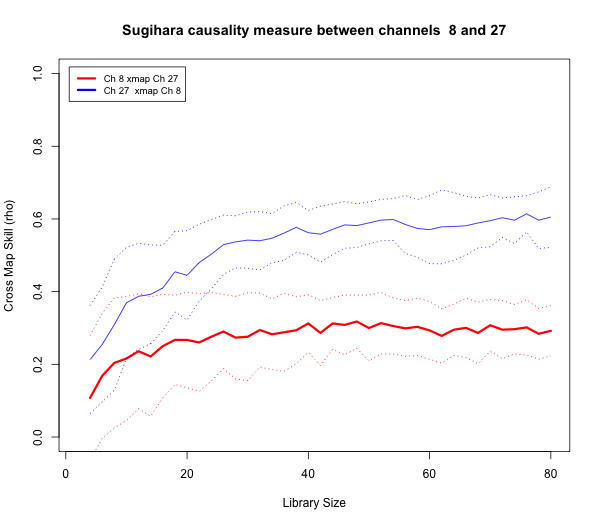 Sugihara causality measure between channels  8 and 27
Ch 8 xmap Ch 27
Ch 27  xmap Ch 8
Cross Map Skill (rho)
1.0
0.8
0.6
0.4
0.2
0.0
0 20 40 60 80
Library Size